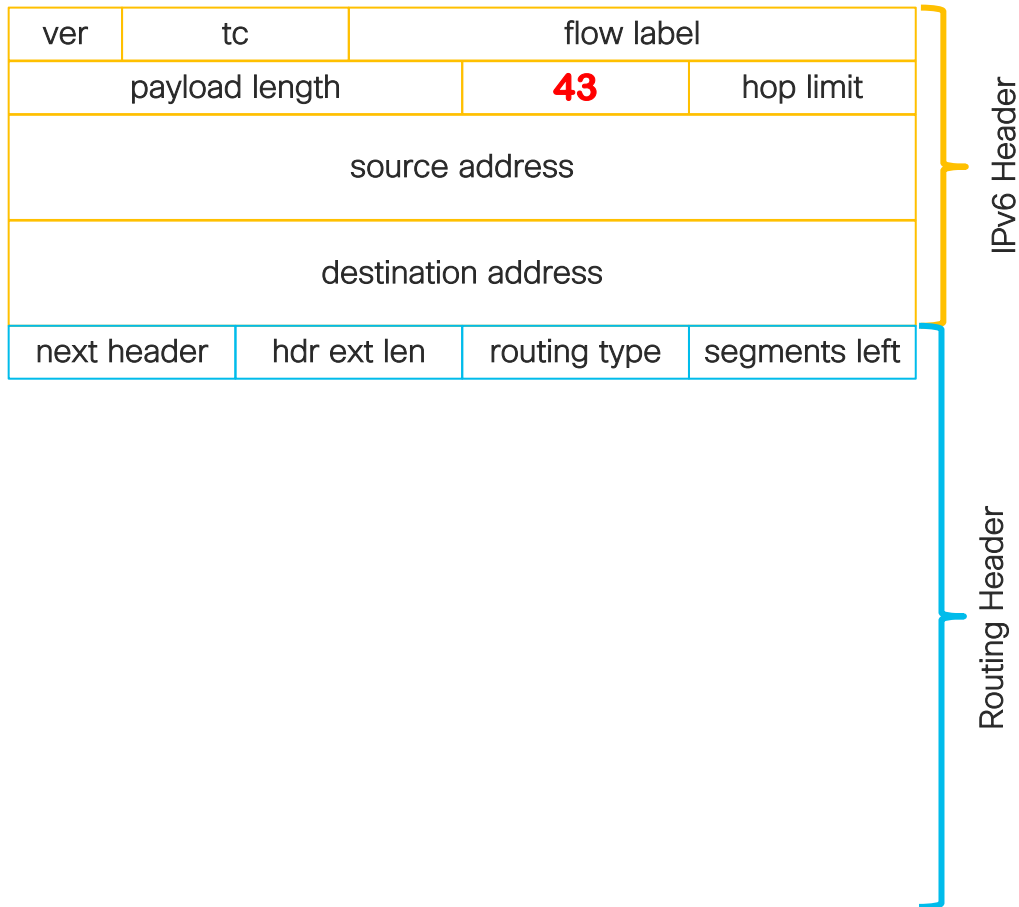 ver tc flow label
payload length 43 hop limit
source address
destination address
next header hdr ext len routing type segments left
IPv6 Header
Routing Header